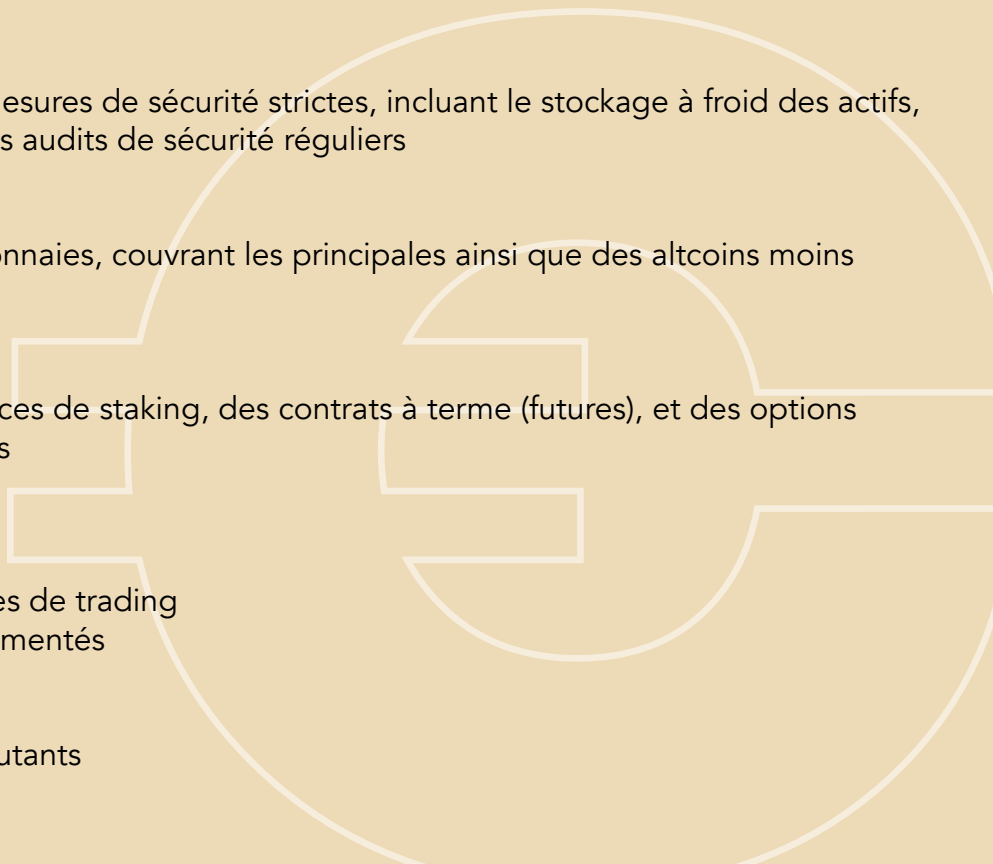 esures de sécurité strictes, incluant le stockage à froid des actifs,
s audits de sécurité réguliers
onnaies, couvrant les principales ainsi que des altcoins moins
ces de staking, des contrats à terme (futures), et des options
s
es de trading
mentés
utants